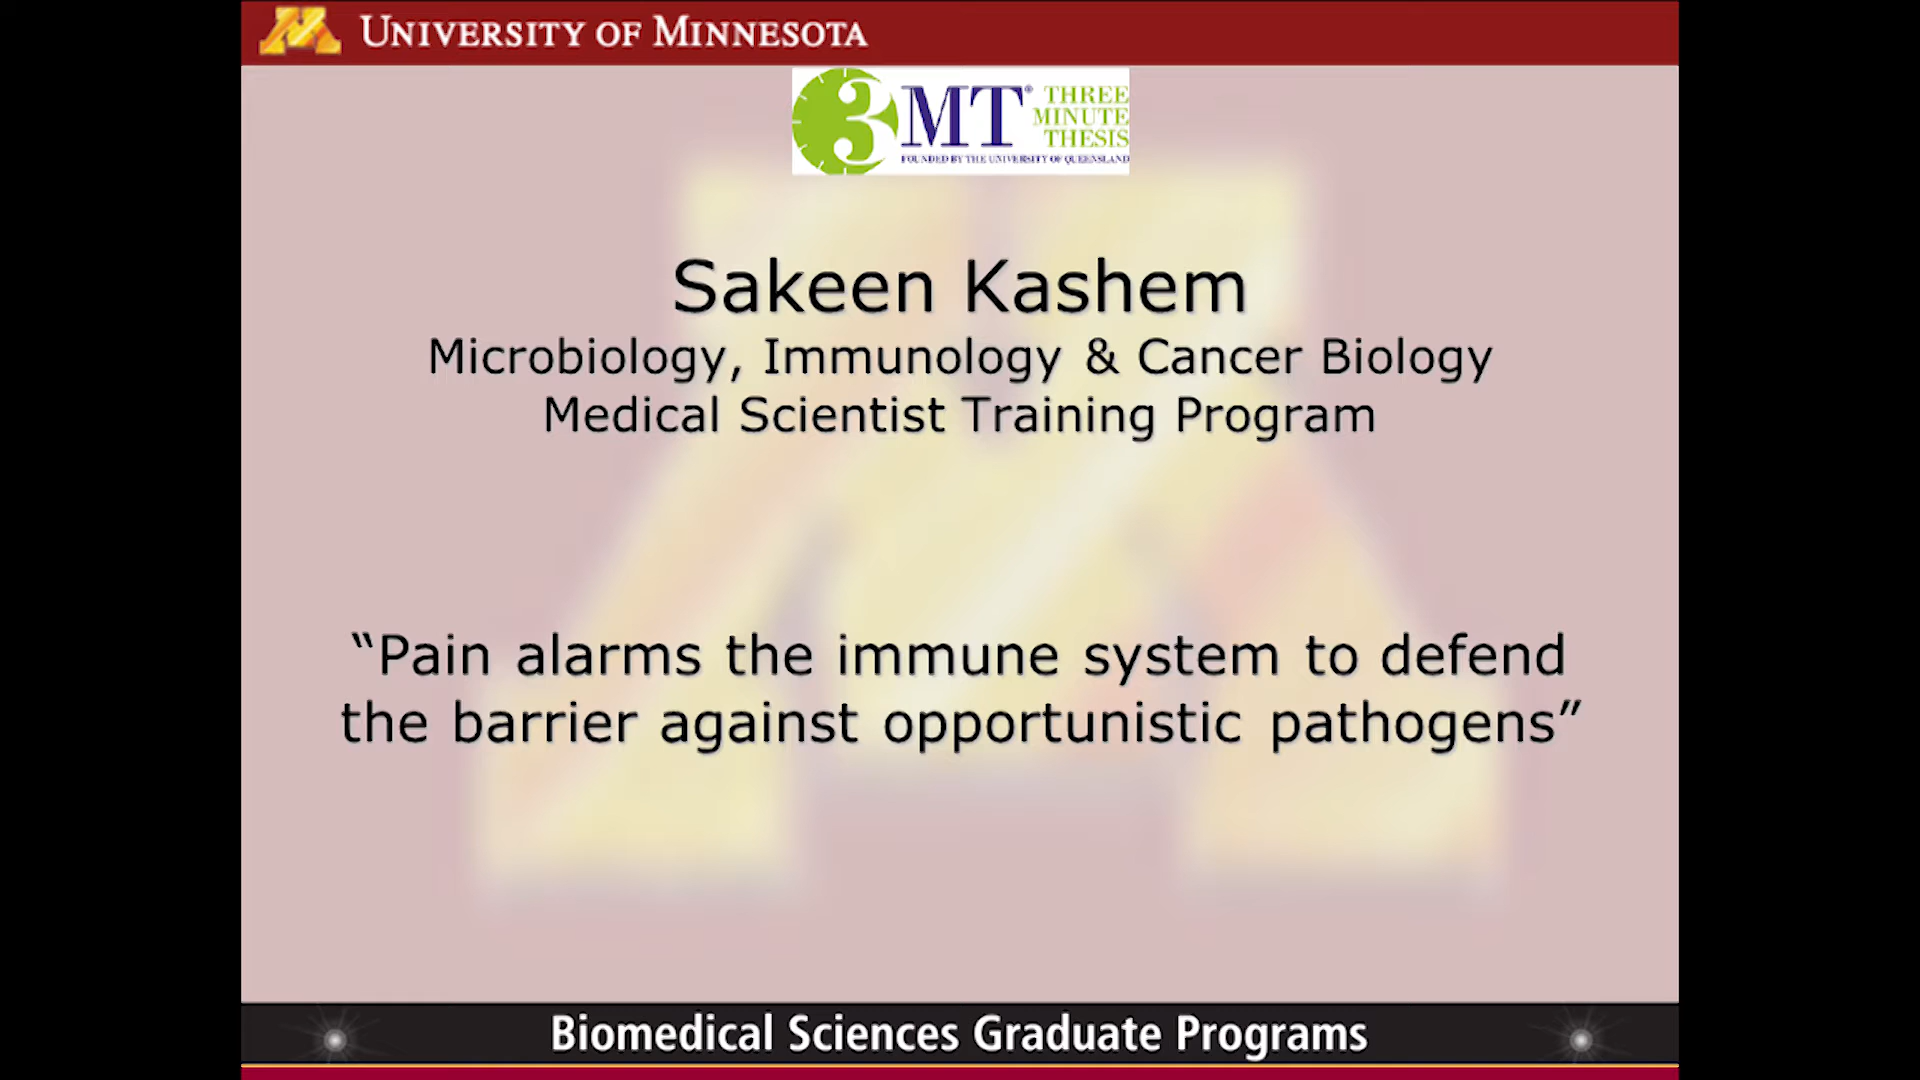 UNIVERSITY OF MINNESOTA
3MT® THREE
MINUTE
THESIS
FOUNDED BY THE UNIVERSITY OF QUEENSLAND
Sakeen Kashem
Microbiology, Immunology & Cancer Biology
Medical Scientist Training Program
“Pain alarms the immune system to defend
the barrier against opportunistic pathogens”
Biomedical Sciences Graduate Programs